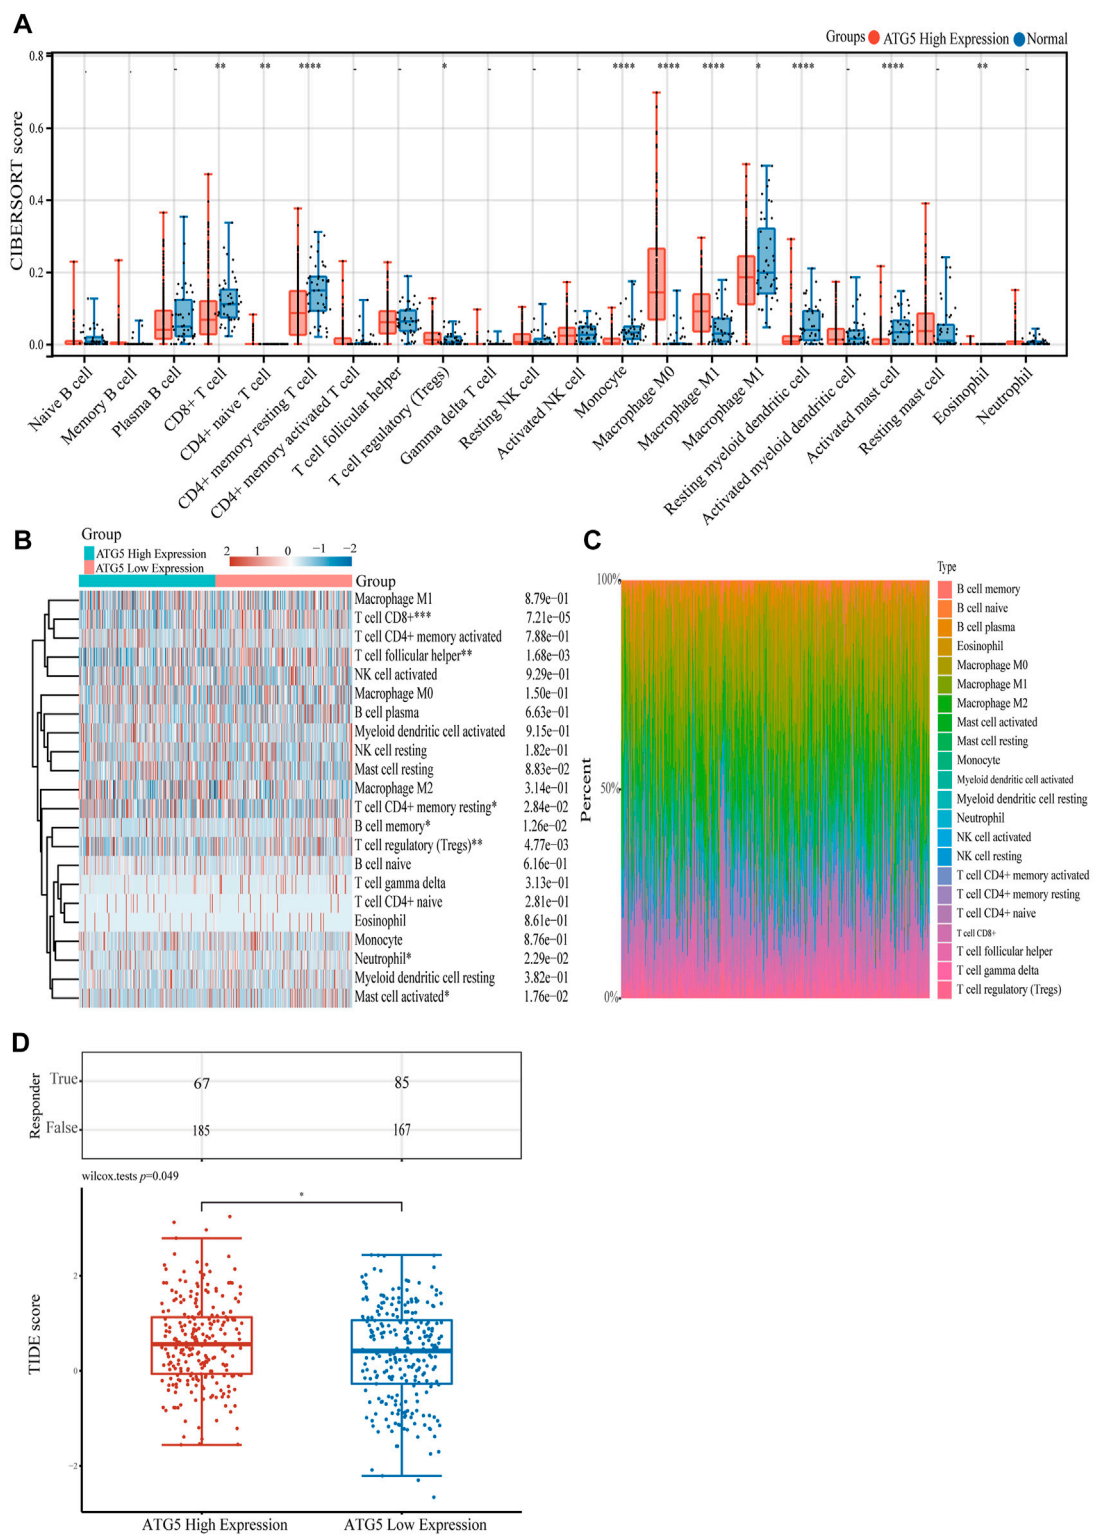 A
Groups ATG5 High Expression Normal
- ** ** **** - - * - - - **** **** **** * **** - **** - ** -
CIBERSORT score
0.8
0.6
0.4
0.2
0.0
Naive B cell
Memory B cell
Plasma B cell
CD8+ T cell
CD4+ naive T cell
CD4+ memory resting T cell
CD4+ memory activated T cell
T cell follicular helper
T cell regulatory (Tregs)
Gamma delta T cell
Resting NK cell
Activated NK cell
Monocyte
Macrophage M0
Macrophage M1
Macrophage M1
Resting myeloid dendritic cell
Activated myeloid dendritic cell
Activated mast cell
Resting mast cell
Eosinophil
Neutrophil
B
Group
ATG5 High Expression
ATG5 Low Expression
2 1 0 −1 −2
Group
Macrophage M1 8.79e−01
T cell CD8+*** 7.21e−05
T cell CD4+ memory activated 7.88e−01
T cell follicular helper** 1.68e−03
NK cell activated 9.29e−01
Macrophage M0 1.50e−01
B cell plasma 6.63e−01
Myeloid dendritic cell activated 9.15e−01
NK cell resting 1.82e−01
Mast cell resting 8.83e−02
Macrophage M2 3.14e−01
T cell CD4+ memory resting* 2.84e−02
B cell memory* 1.26e−02
T cell regulatory (Tregs)** 4.77e−03
B cell naive 6.16e−01
T cell gamma delta 3.13e−01
T cell CD4+ naive 2.81e−01
Eosinophil 8.61e−01
Monocyte 8.76e−01
Neutrophil* 2.29e−02
Myeloid dendritic cell resting 3.82e−01
Mast cell activated* 1.76e−02
C
Percent
100%
50%
0%
Type
B cell memory
B cell naive
B cell plasma
Eosinophil
Macrophage M0
Macrophage M1
Macrophage M2
Mast cell activated
Mast cell resting
Monocyte
Myeloid dendritic cell activated
Myeloid dendritic cell resting
Neutrophil
NK cell activated
NK cell resting
T cell CD4+ memory activated
T cell CD4+ memory resting
T cell CD4+ naive
T cell CD8+
T cell follicular helper
T cell gamma delta
T cell regulatory (Tregs)
D
Responder
True 67 85
False 185 167
wilcox.tests p=0.049
*
TIDE score
2
0
−2
ATG5 High Expression ATG5 Low Expression